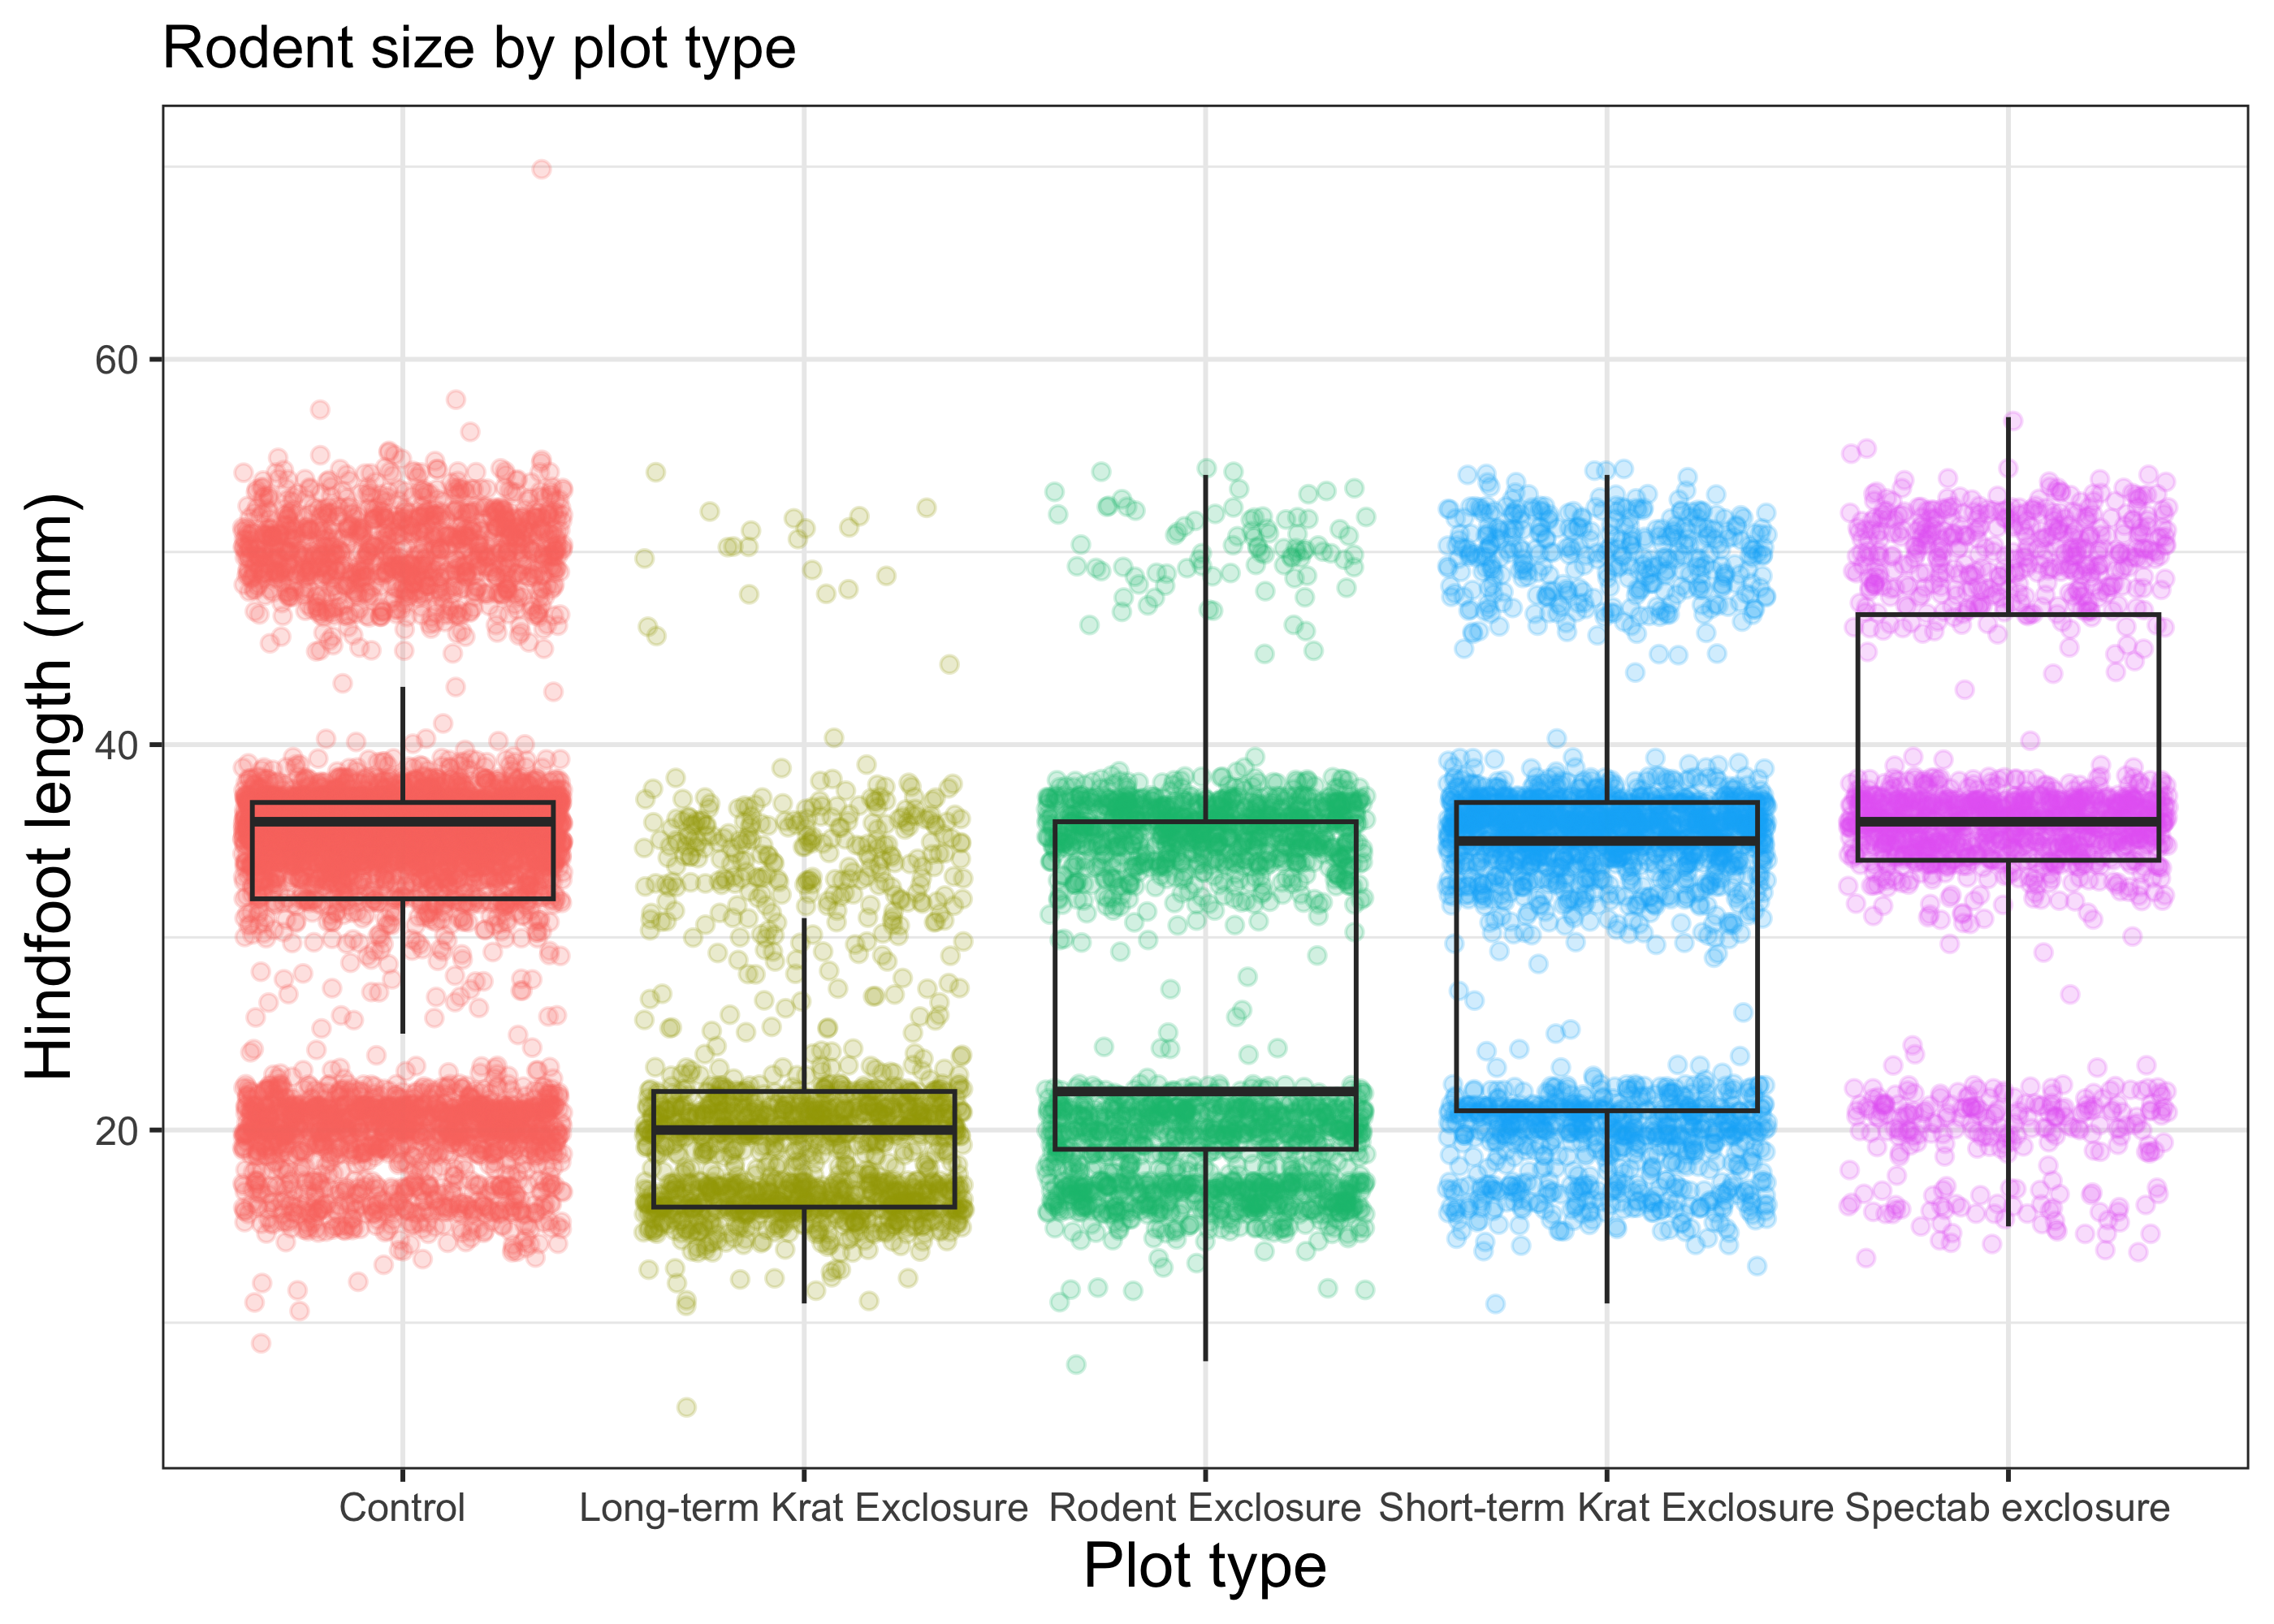 Rodent size by plot type
Hindfoot length (mm)
60
40
20
Control
Long-term Krat Exclosure
Rodent Exclosure
Short-term Krat Exclosure
Spectab exclosure
Plot type